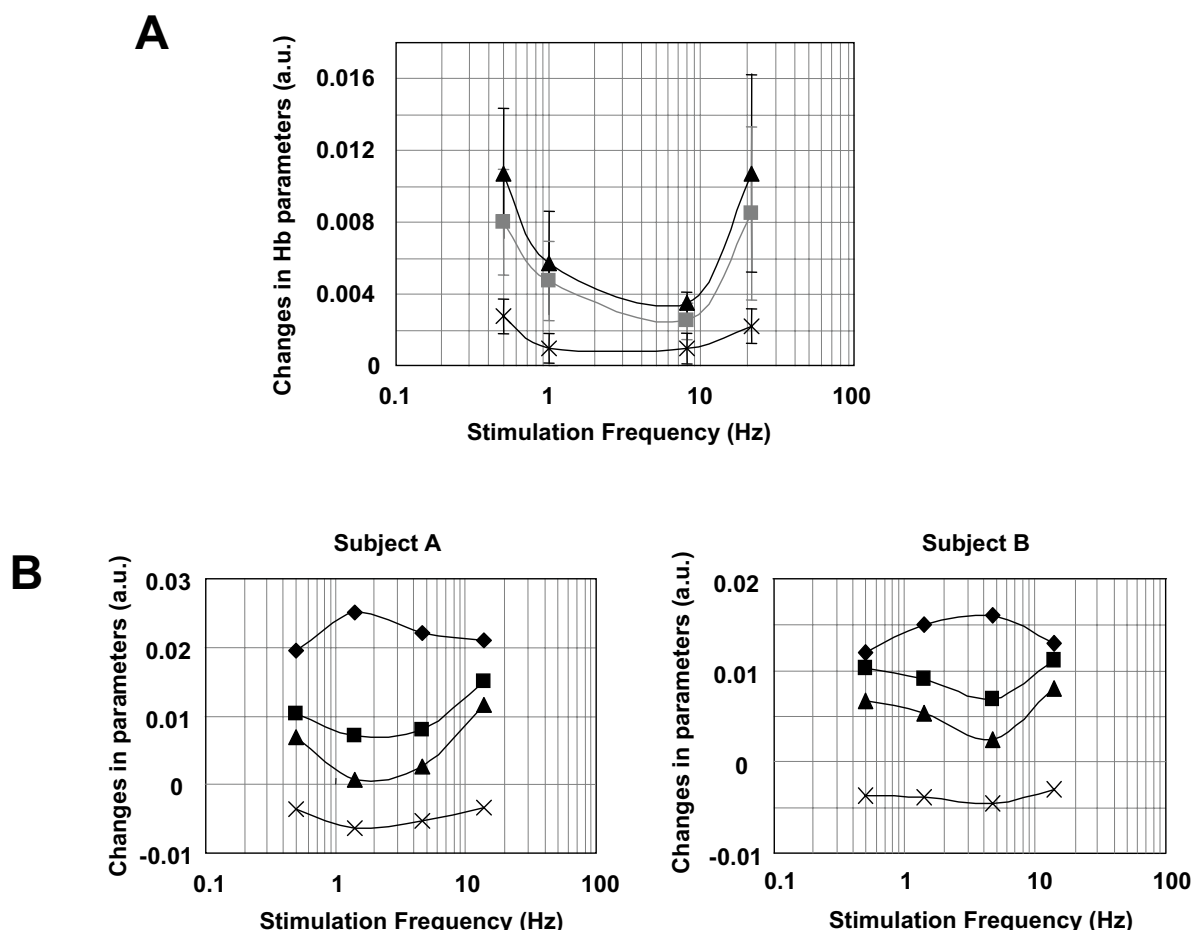 A
Changes in Hb parameters (a.u.)
0.016
0.012
0.008
0.004
0
0.1
1
10
100
Stimulation Frequency (Hz)
B
Subject A
Changes in parameters (a.u.)
0.03
0.02
0.01
0
-0.01
0.1
1
10
100
Stimulation Frequency (Hz)
Subject B
Changes in parameters (a.u.)
0.02
0.01
0
-0.01
0.1
1
10
100
Stimulation Frequency (Hz)